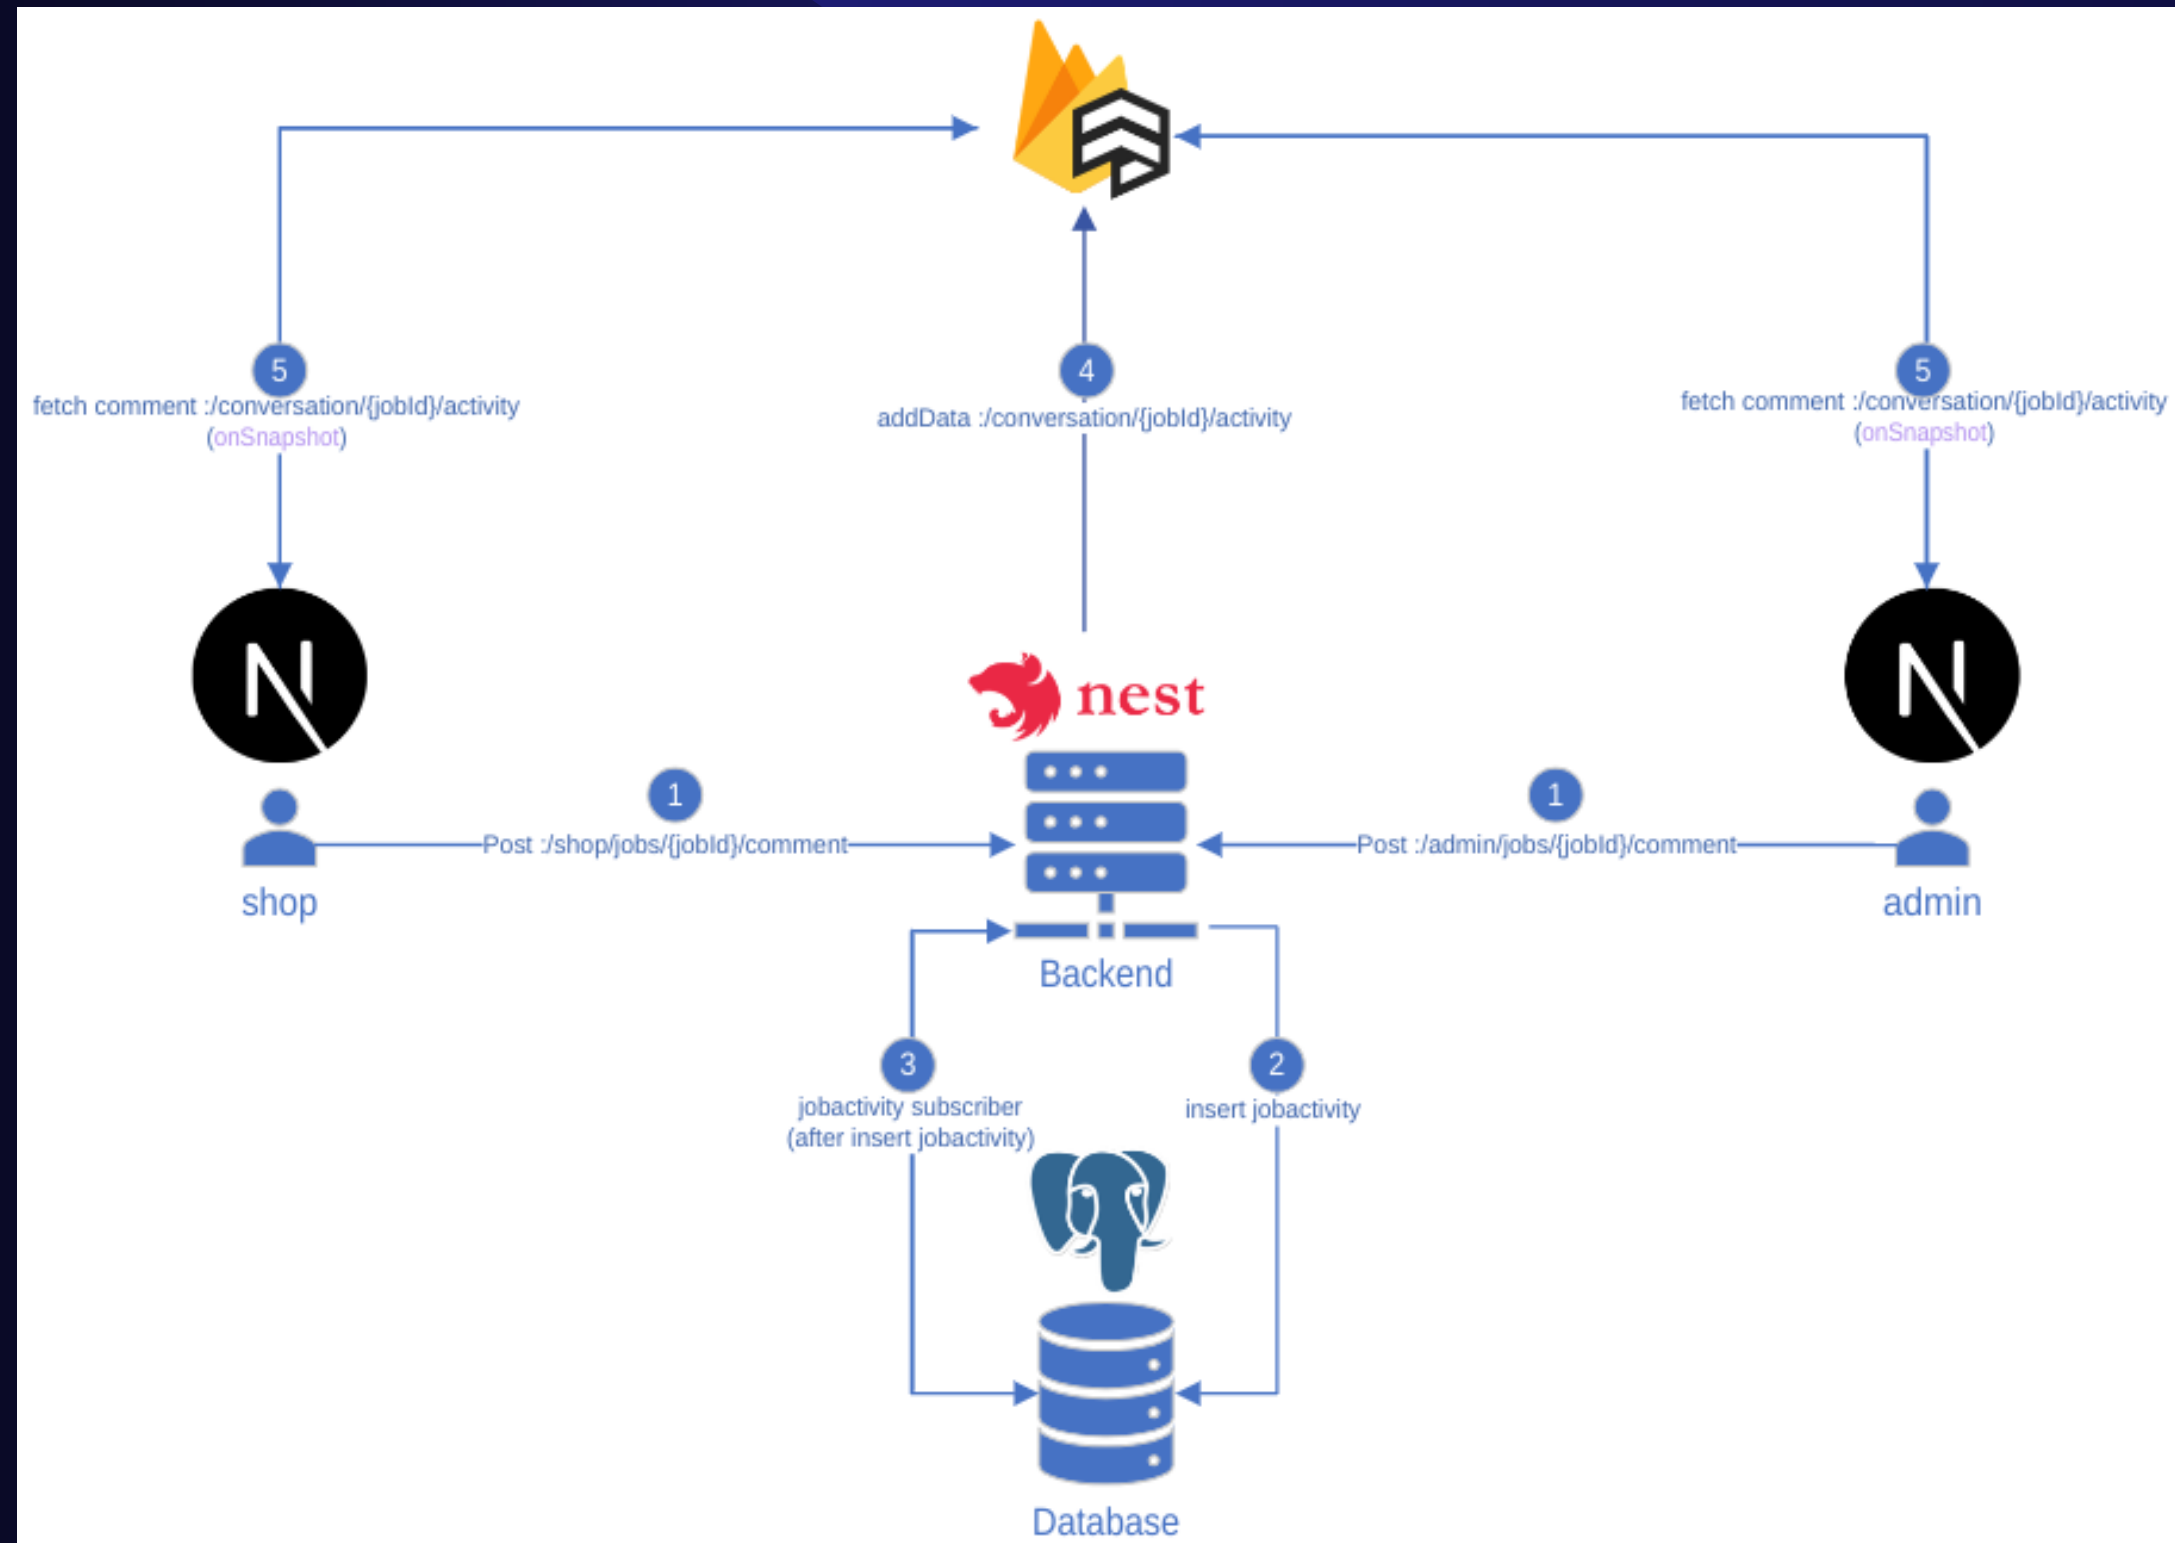 5
fetch comment :/conversation/{jobId}/activity
(onSnapshot)
4
addData :/conversation/{jobId}/activity
5
fetch comment :/conversation/{jobId}/activity
(onSnapshot)
nest
1
Post :/shop/jobs/{jobId}/comment
1
Post :/admin/jobs/{jobId}/comment
shop
admin
Backend
3
jobactivity subscriber
(after insert jobactivity)
2
insert jobactivity
Database